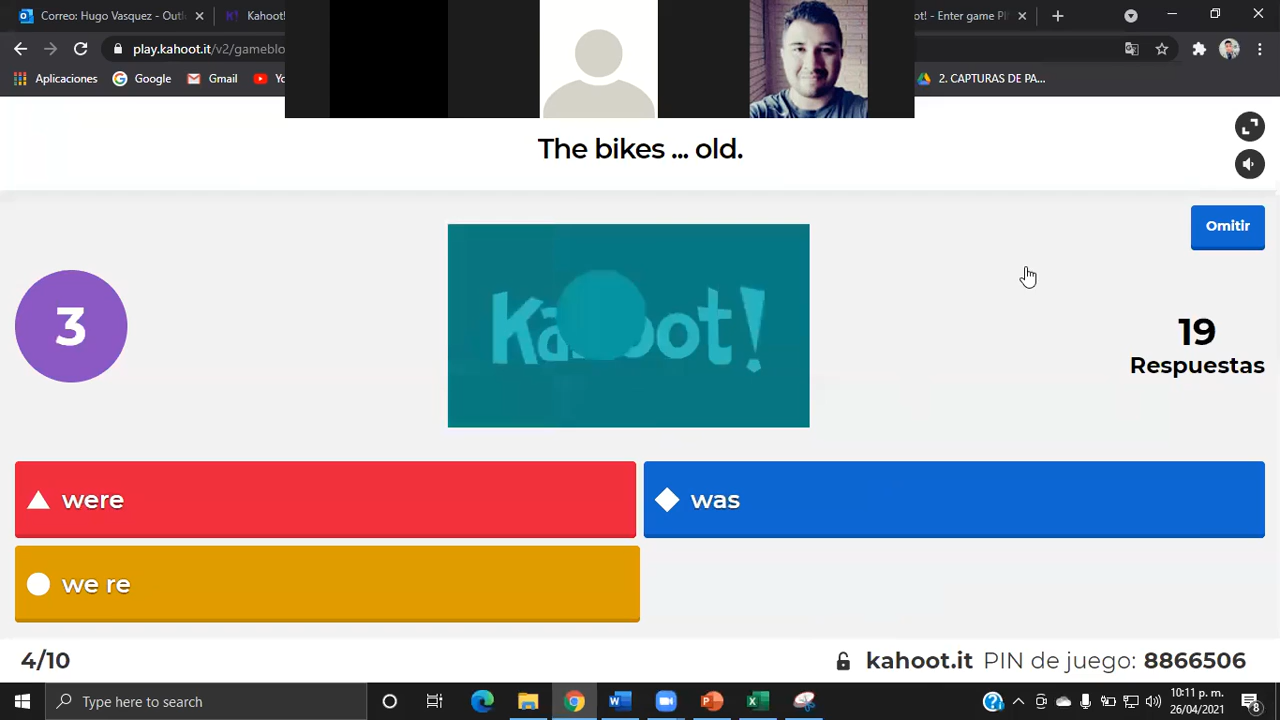 Correo: Hugo Vasquez - Outl
Kahoot!
ot! - Enter game PI
play.kahoot.it/v2/gameblo
Aplicaciones
Google
Gmail
Yo
2. CAPTURAS DE PA...
The bikes ... old.
Omitir
3
Kahoot!
19
Respuestas
were
was
we re
4/10
kahoot.it PIN de juego: 8866506
Type here to search
10:11 p. m.
26/04/2021
8